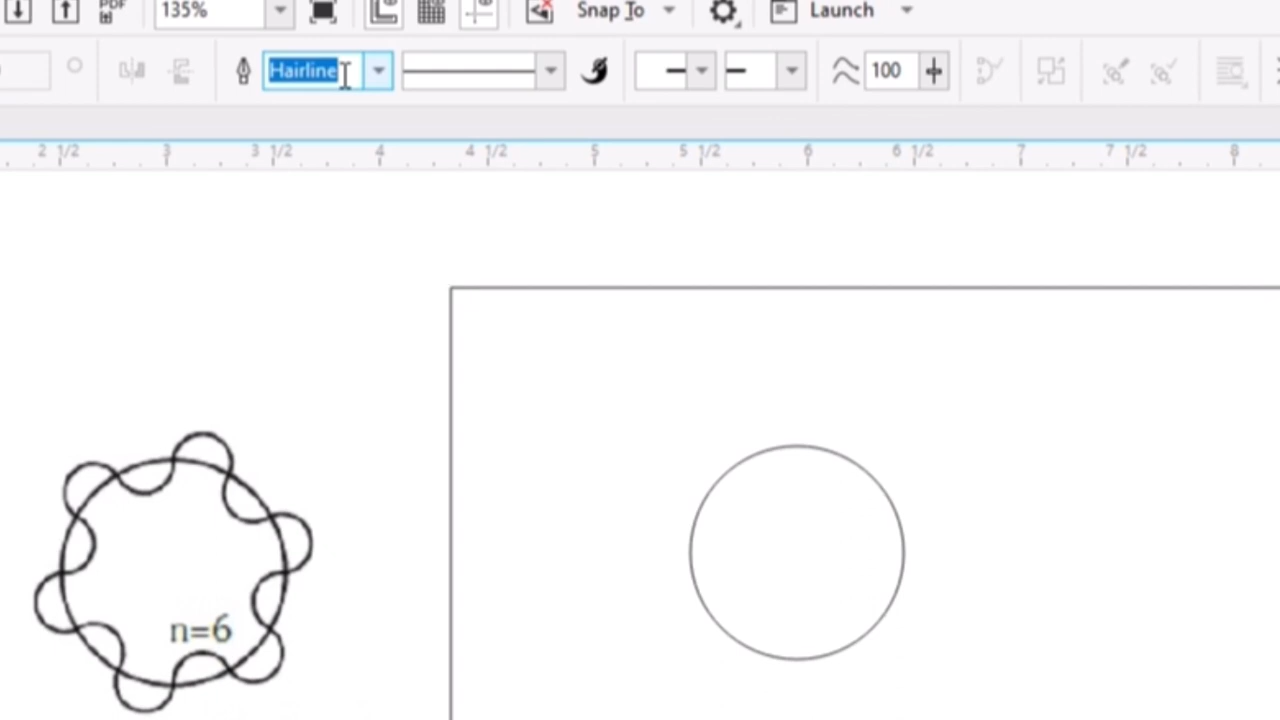 PDF
135%
Snap To
Launch
Hairline
100
2 1/2 3 3 1/2 4 4 1/2 5 5 1/2 6 6 1/2 7 7 1/2 8
n=6